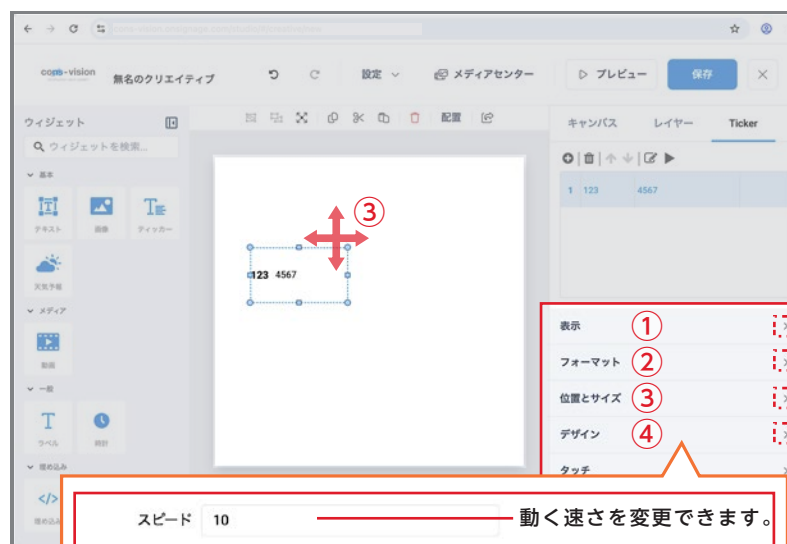 cons-vision
無名のクリエイティブ
設定
メディアセンター
プレビュー
保存
ウィジェット
ウィジェットを検索...
基本
テキスト
画像
ティッカー
天気予報
メディア
動画
一般
ラベル
時計
埋め込み
</>
配置
③
123 4567
キャンバス
レイヤー
Ticker
1 123 4567
表示 ①
フォーマット ②
位置とサイズ ③
デザイン ④
タッチ
スピード 10 動く速さを変更できます。